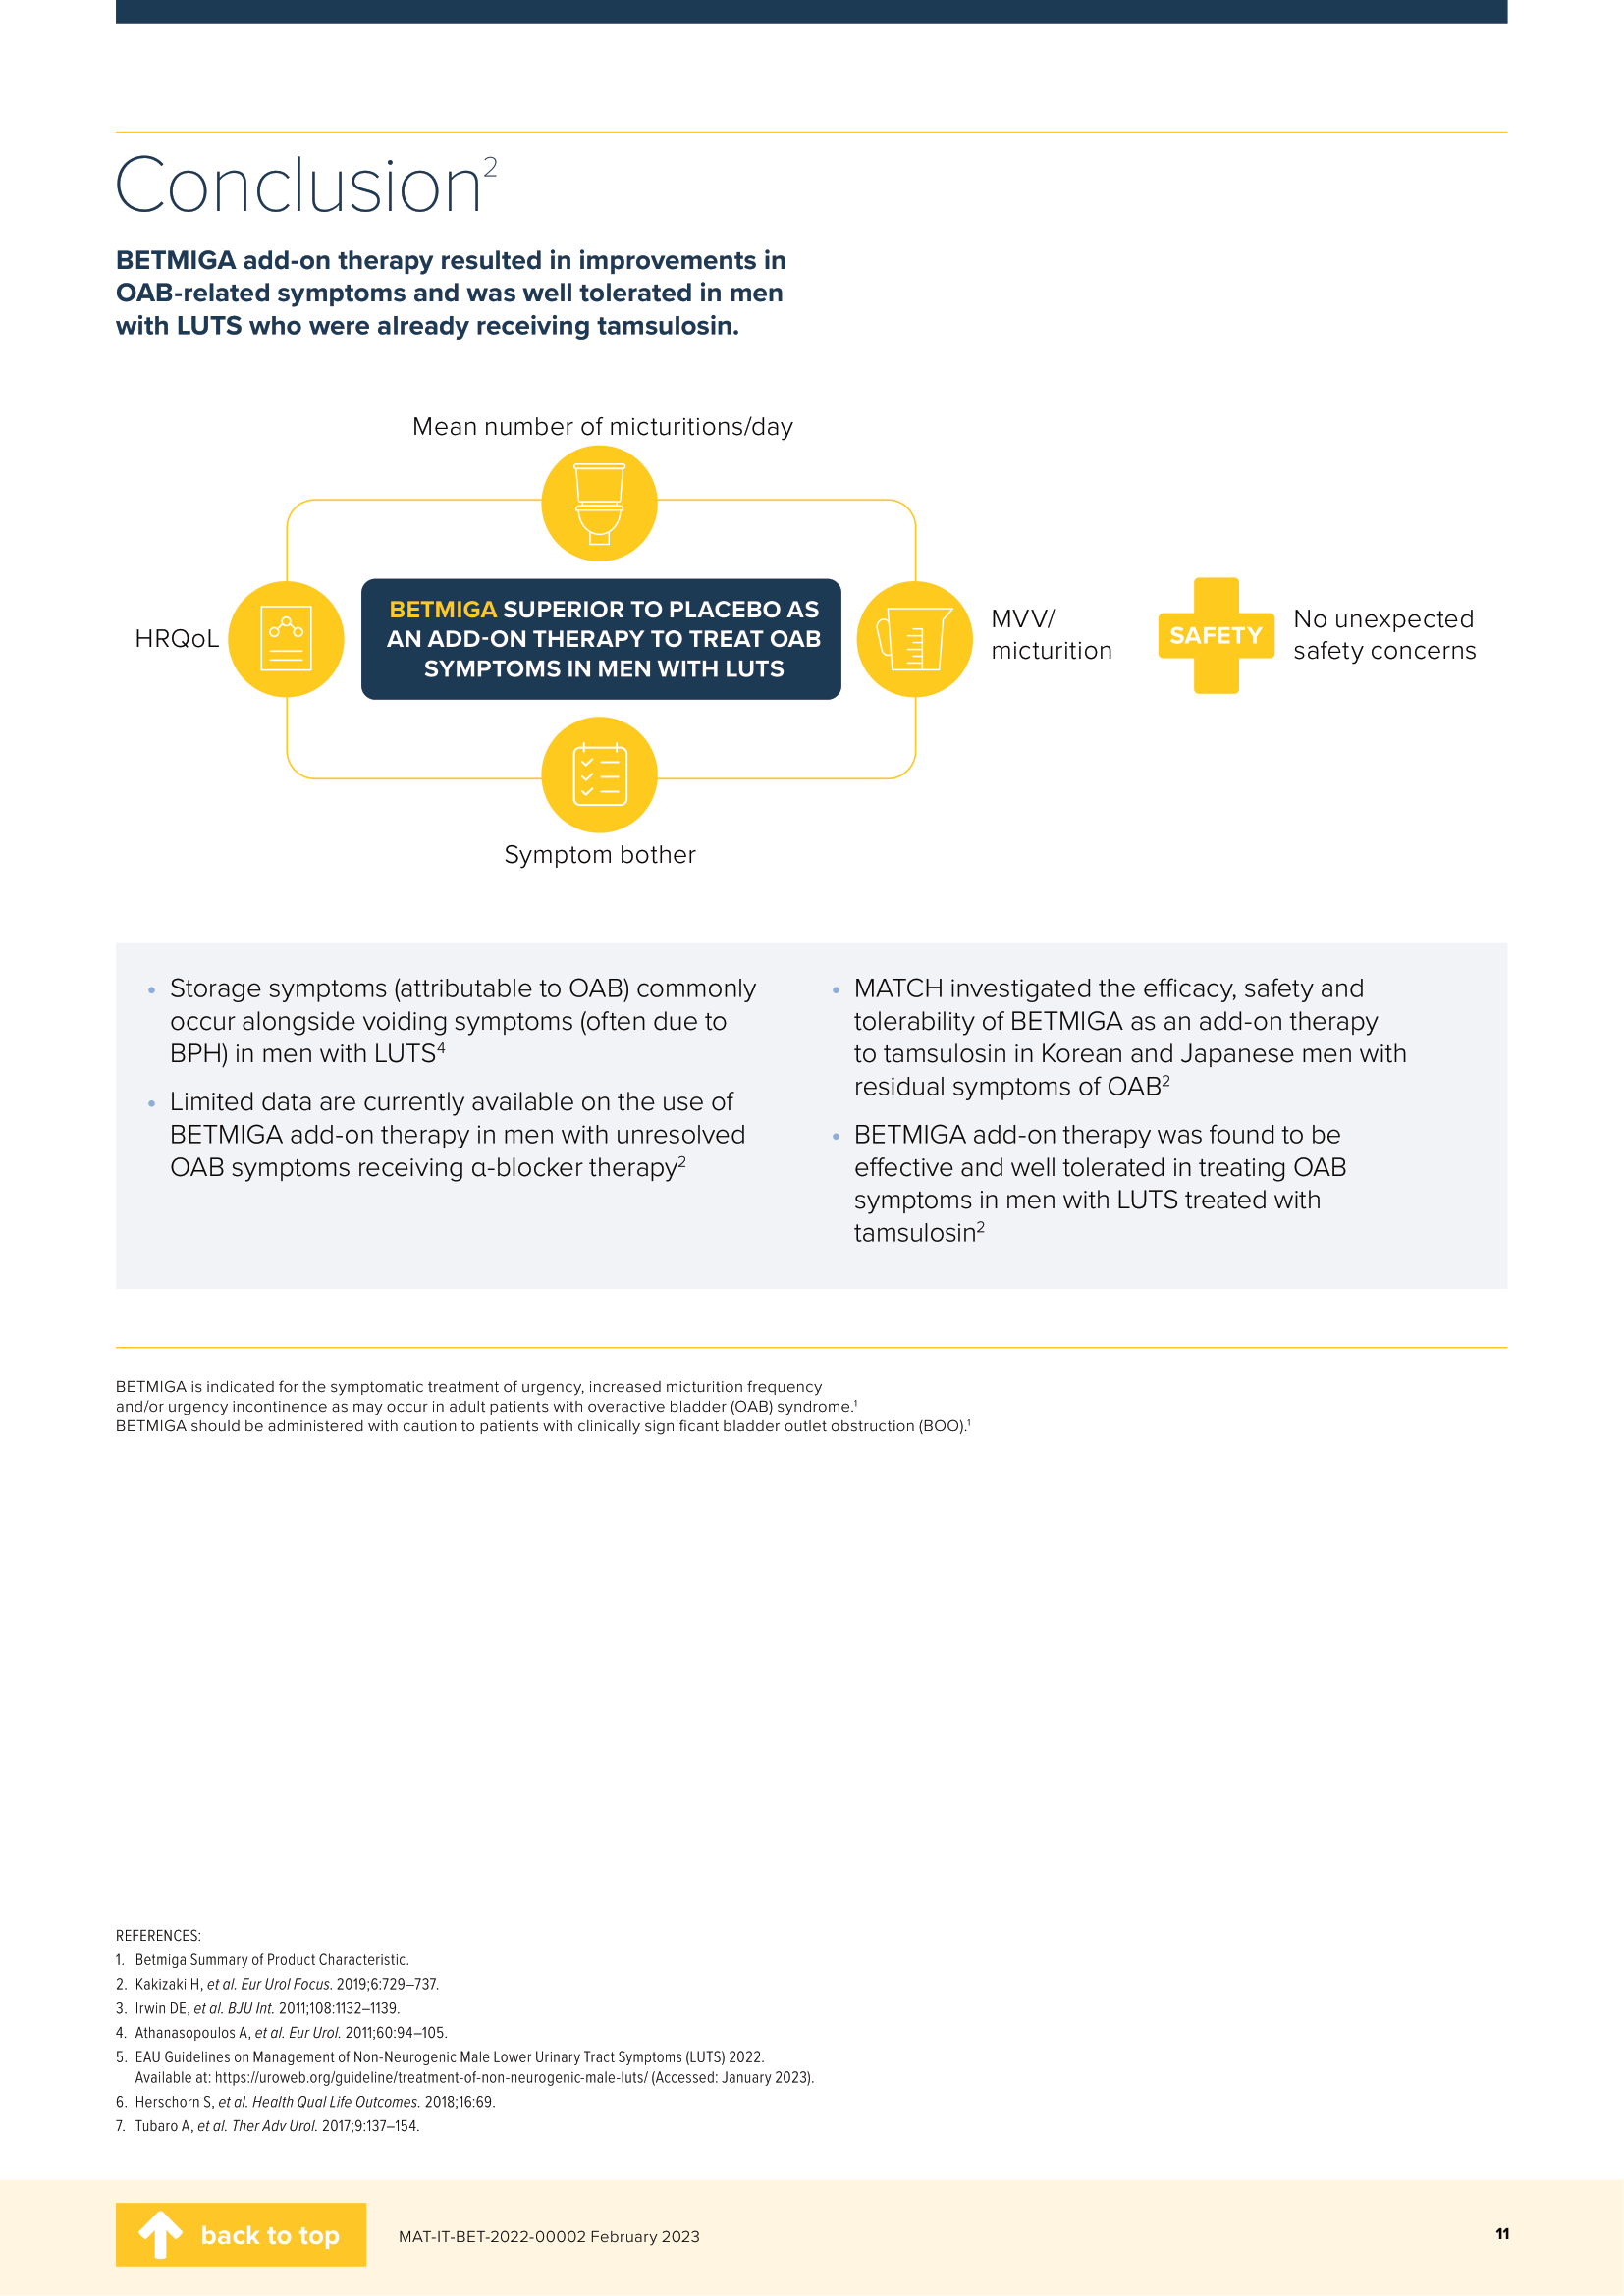 Conclusion²
BETMIGA add-on therapy resulted in improvements in
OAB-related symptoms and was well tolerated in men
with LUTS who were already receiving tamsulosin.
Mean number of micturitions/day
HRQoL
BETMIGA SUPERIOR TO PLACEBO AS
AN ADD-ON THERAPY TO TREAT OAB
SYMPTOMS IN MEN WITH LUTS
MVV/
micturition
SAFETY
No unexpected
safety concerns
Symptom bother
• Storage symptoms (attributable to OAB) commonly
occur alongside voiding symptoms (often due to
BPH) in men with LUTS⁴
• Limited data are currently available on the use of
BETMIGA add-on therapy in men with unresolved
OAB symptoms receiving α-blocker therapy²
• MATCH investigated the efficacy, safety and
tolerability of BETMIGA as an add-on therapy
to tamsulosin in Korean and Japanese men with
residual symptoms of OAB²
• BETMIGA add-on therapy was found to be
effective and well tolerated in treating OAB
symptoms in men with LUTS treated with
tamsulosin²
BETMIGA is indicated for the symptomatic treatment of urgency, increased micturition frequency
and/or urgency incontinence as may occur in adult patients with overactive bladder (OAB) syndrome.¹
BETMIGA should be administered with caution to patients with clinically significant bladder outlet obstruction (BOO).¹
REFERENCES:
1. Betmiga Summary of Product Characteristic.
2. Kakizaki H, et al. Eur Urol Focus. 2019;6:729–737.
3. Irwin DE, et al. BJU Int. 2011;108:1132–1139.
4. Athanasopoulos A, et al. Eur Urol. 2011;60:94–105.
5. EAU Guidelines on Management of Non-Neurogenic Male Lower Urinary Tract Symptoms (LUTS) 2022.
Available at: https://uroweb.org/guideline/treatment-of-non-neurogenic-male-luts/ (Accessed: January 2023).
6. Herschorn S, et al. Health Qual Life Outcomes. 2018;16:69.
7. Tubaro A, et al. Ther Adv Urol. 2017;9:137–154.
back to top
MAT-IT-BET-2022-00002 February 2023
11